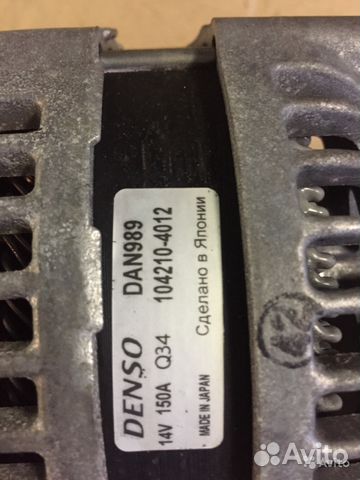 DENSO DAN989
14V 150A Q34 104210-4012
MADE IN JAPAN Сделано в Японии
Avito